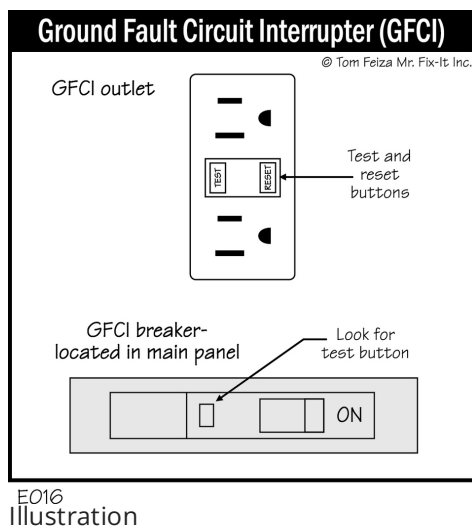 Ground Fault Circuit Interrupter (GFCI)
© Tom Feiza Mr. Fix-It Inc.
GFCI outlet
TEST
RESET
Test and
reset
buttons
GFCI breaker-
located in main panel
Look for
test button
ON
E016
Illustration